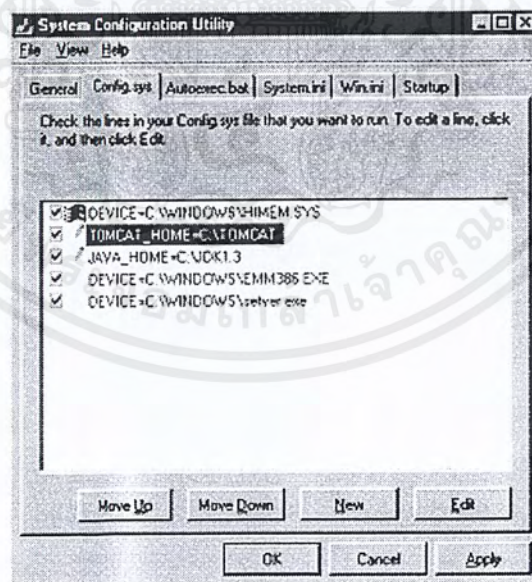 System Configuration Utility
File View Help
General Config.sys Autoexec.bat System.ini Win.ini Startup
Check the lines in your Config.sys file that you want to run. To edit a line, click
it, and then click Edit.
DEVICE=C:\WINDOWS\HIMEM.SYS
TOMCAT_HOME=C:\TOMCAT
JAVA_HOME=C:\JDK1.3
DEVICE=C:\WINDOWS\EMM386.EXE
DEVICE=C:\WINDOWS\setver.exe
Move Up Move Down New Edit
OK Cancel Apply